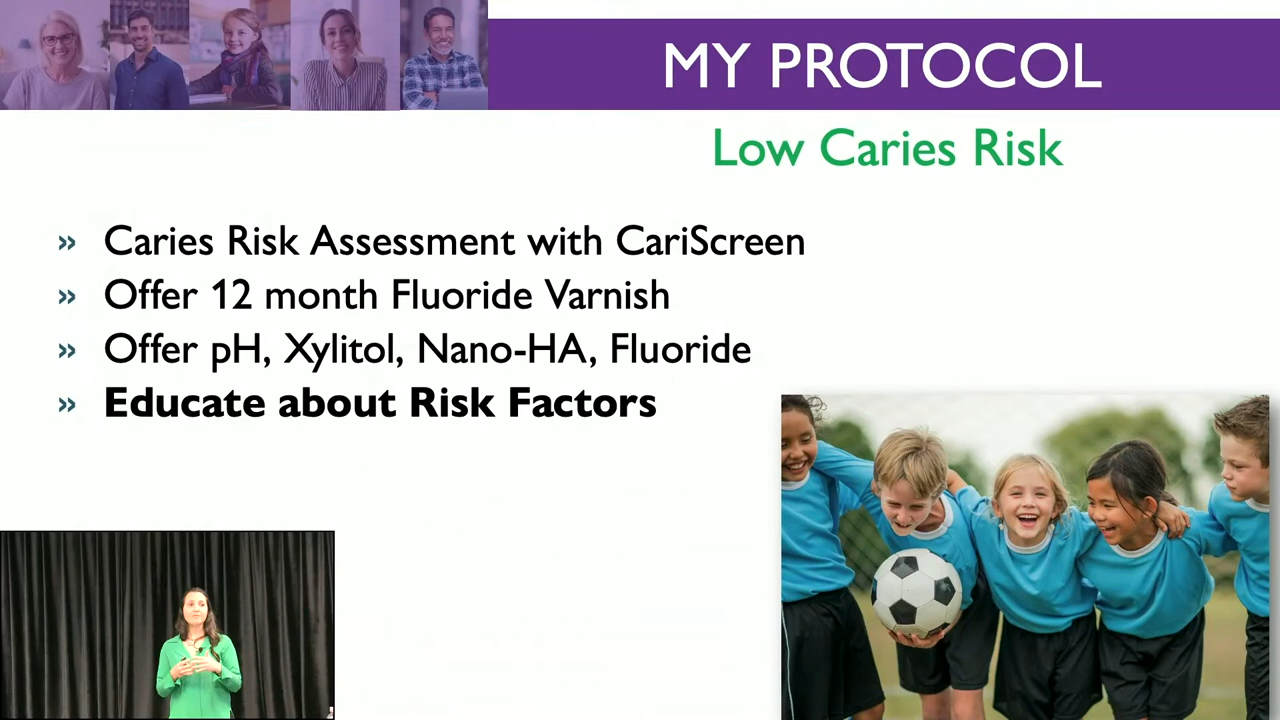 MY PROTOCOL
Low Caries Risk
» Caries Risk Assessment with CariScreen
» Offer 12 month Fluoride Varnish
» Offer pH, Xylitol, Nano-HA, Fluoride
» Educate about Risk Factors